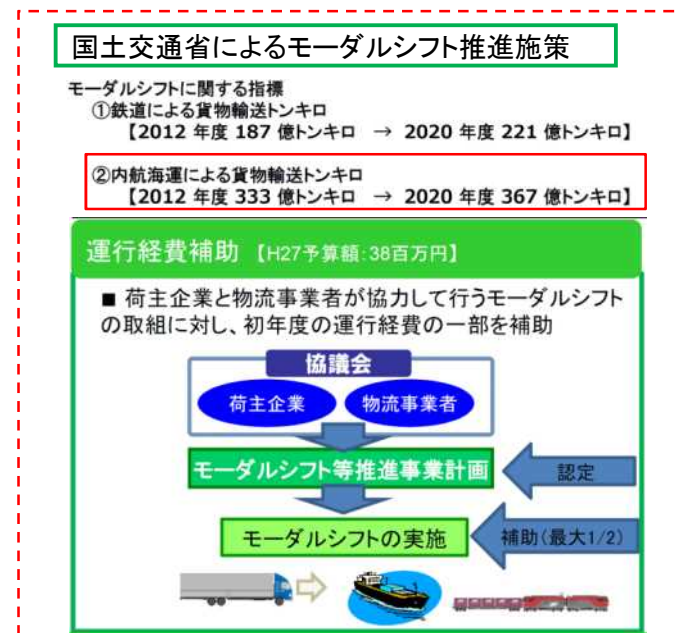 国土交通省によるモーダルシフト推進施策
モーダルシフトに関する指標
①鉄道による貨物輸送トンキロ
【2012 年度 187 億トンキロ → 2020 年度 221 億トンキロ】
②内航海運による貨物輸送トンキロ
【2012 年度 333 億トンキロ → 2020 年度 367 億トンキロ】
運行経費補助 【H27予算額:38百万円】
■ 荷主企業と物流事業者が協力して行うモーダルシフト
の取組に対し、初年度の運行経費の一部を補助
協議会
荷主企業 物流事業者
モーダルシフト等推進事業計画 認定
モーダルシフトの実施 補助(最大1/2)